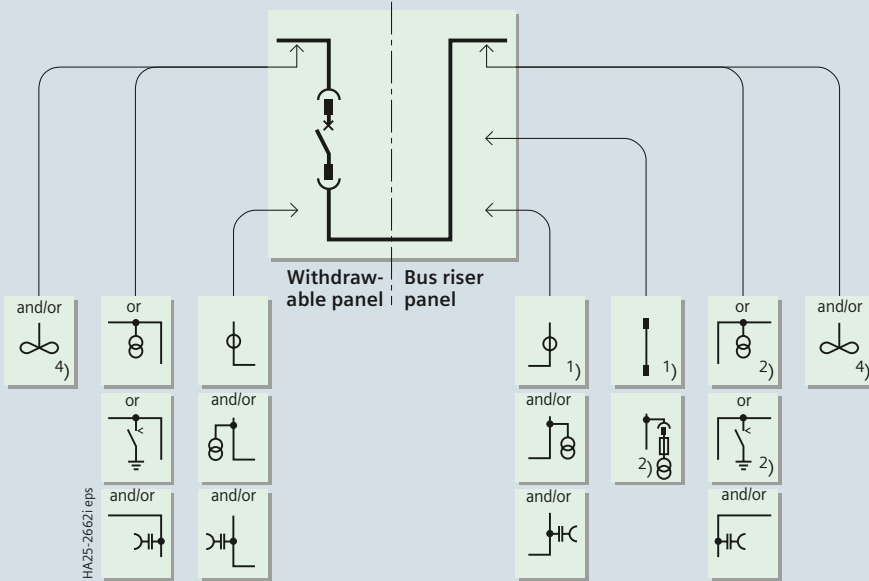 Withdraw- Bus riser
able panel panel
and/or or or and/or
4) 1) 1) 2) 4)
or and/or and/or or
2) 2)
and/or and/or and/or and/or
HA25-2662i eps